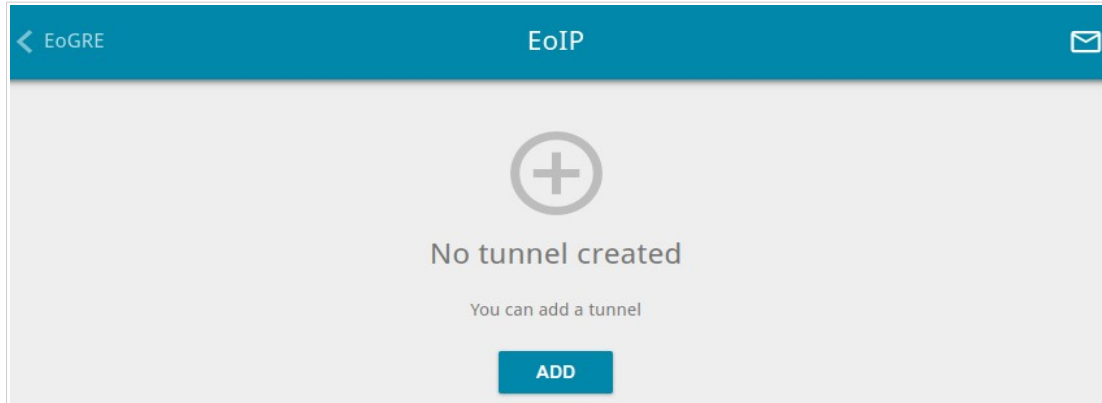 EoGRE
EoIP
No tunnel created
You can add a tunnel
ADD